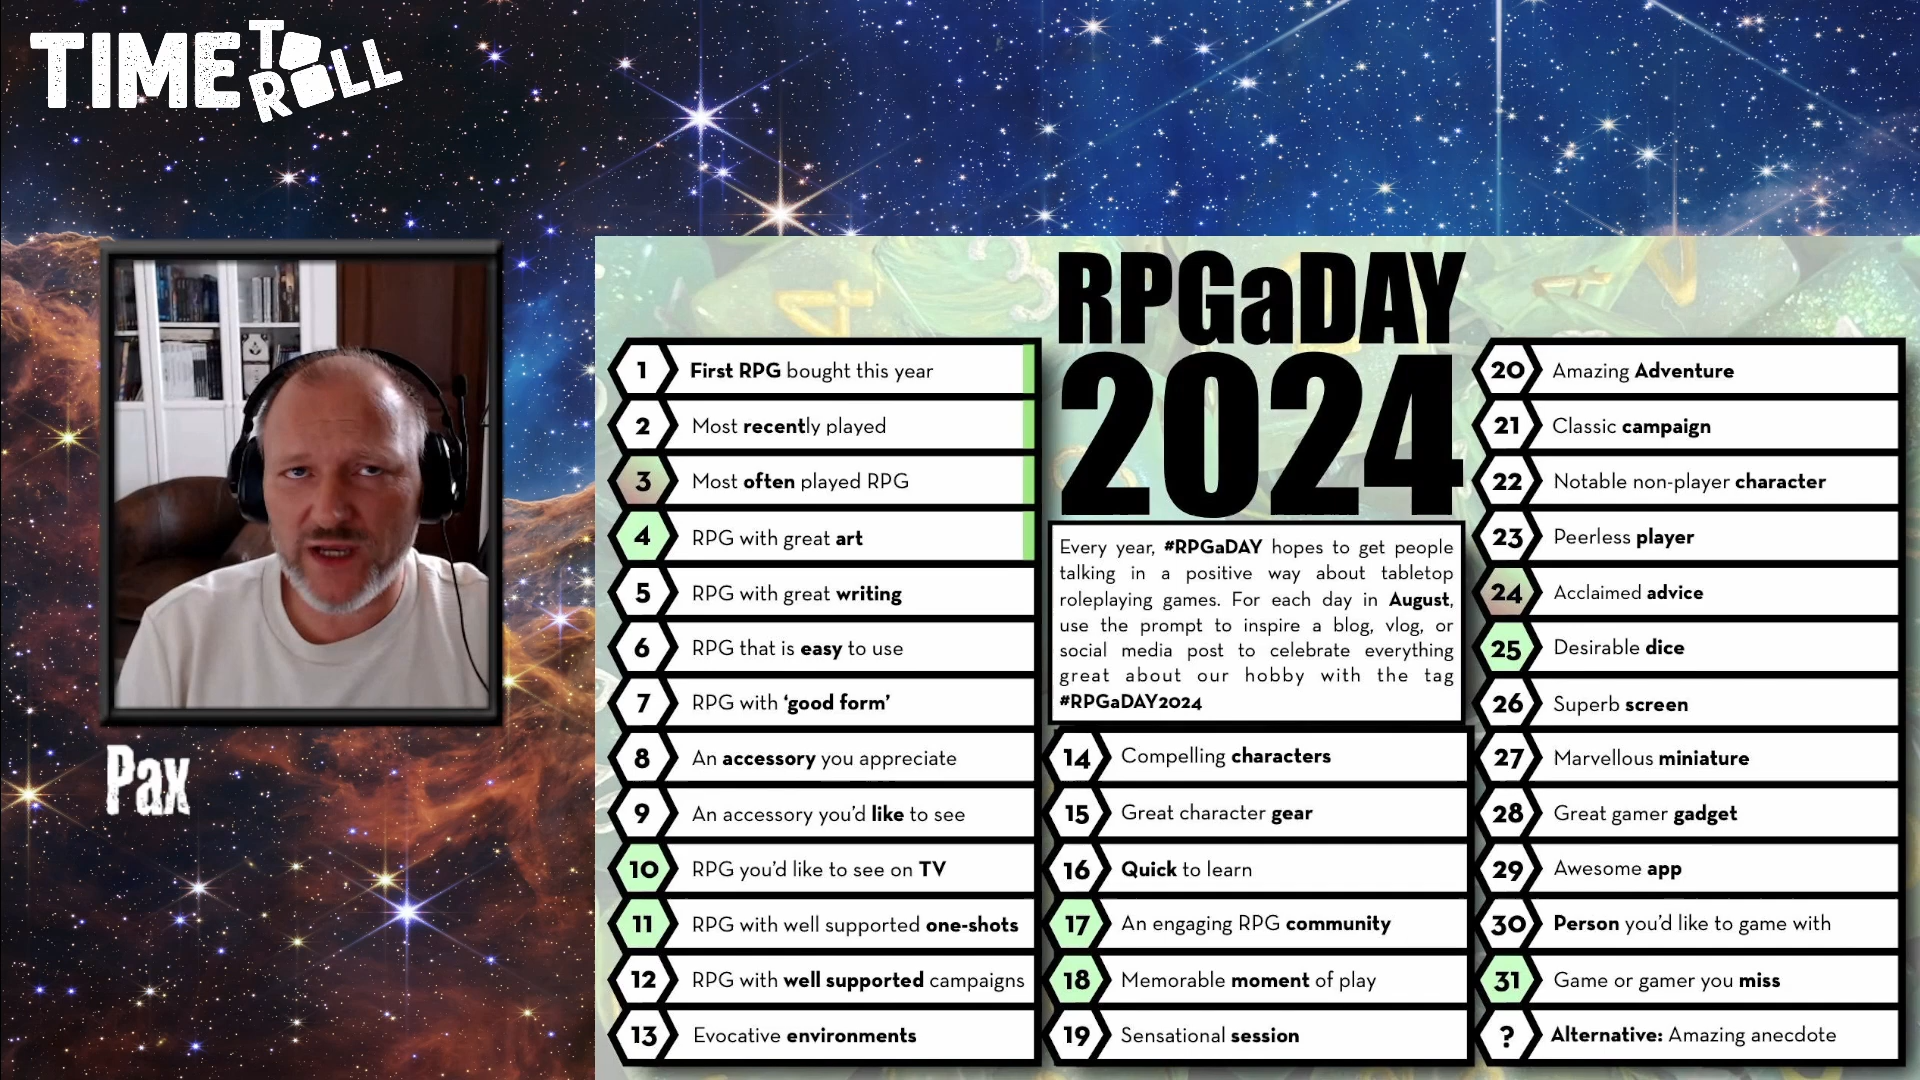 TIME TO ROLL
Pax
RPGaDAY
2024
1 First RPG bought this year
2 Most recently played
3 Most often played RPG
4 RPG with great art
5 RPG with great writing
6 RPG that is easy to use
7 RPG with ‘good form’
8 An accessory you appreciate
9 An accessory you’d like to see
10 RPG you’d like to see on TV
11 RPG with well supported one-shots
12 RPG with well supported campaigns
13 Evocative environments
Every year, #RPGaDAY hopes to get people
talking in a positive way about tabletop
roleplaying games. For each day in August,
use the prompt to inspire a blog, vlog, or
social media post to celebrate everything
great about our hobby with the tag
#RPGaDAY2024
14 Compelling characters
15 Great character gear
16 Quick to learn
17 An engaging RPG community
18 Memorable moment of play
19 Sensational session
20 Amazing Adventure
21 Classic campaign
22 Notable non-player character
23 Peerless player
24 Acclaimed advice
25 Desirable dice
26 Superb screen
27 Marvellous miniature
28 Great gamer gadget
29 Awesome app
30 Person you’d like to game with
31 Game or gamer you miss
? Alternative: Amazing anecdote